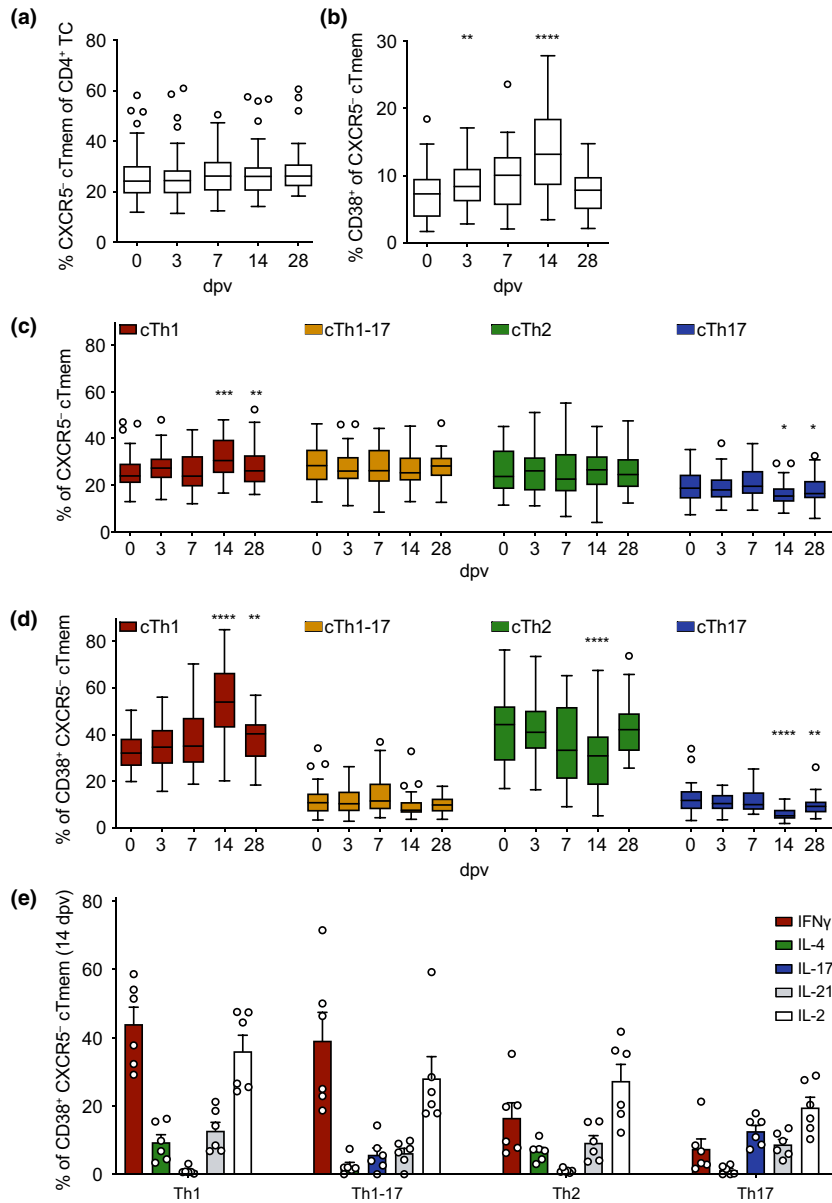 (a)
80
60
40
20
0
% CXCR5⁻ cTmem of CD4⁺ TC
0 3 7 14 28
dpv
(b)
30
20
10
0
% CD38⁺ of CXCR5⁻ cTmem
** ****
0 3 7 14 28
dpv
(c)
cTh1 cTh1-17 cTh2 cTh17
80
60
40
20
0
% of CXCR5⁻ cTmem
*** ** * *
0 3 7 14 28 0 3 7 14 28 0 3 7 14 28 0 3 7 14 28
dpv
(d)
cTh1 cTh1-17 cTh2 cTh17
80
60
40
20
0
% of CD38⁺ CXCR5⁻ cTmem
**** ** **** **** **
0 3 7 14 28 0 3 7 14 28 0 3 7 14 28 0 3 7 14 28
dpv
(e)
80
60
40
20
0
% of CD38⁺ CXCR5⁻ cTmem (14 dpv)
IFNγ
IL-4
IL-17
IL-21
IL-2
Th1 Th1-17 Th2 Th17